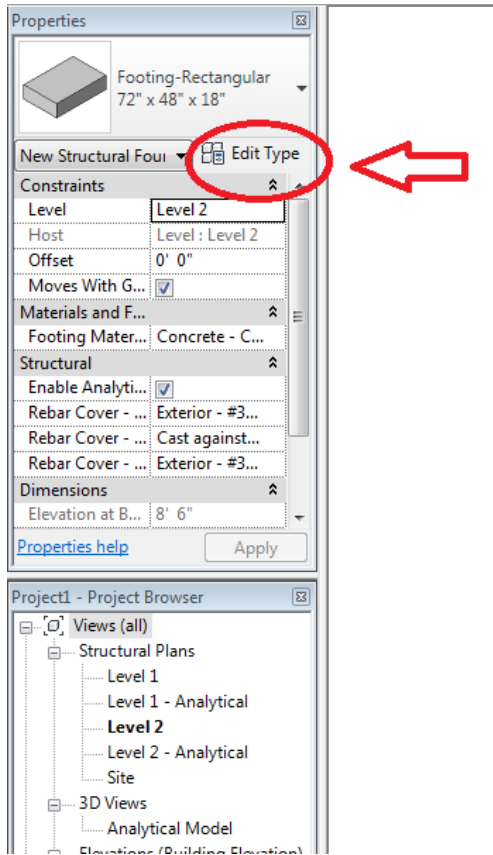 Properties
Footing-Rectangular
72" x 48" x 18"
New Structural Four Edit Type
Constraints
Level Level 2
Host Level : Level 2
Offset 0' 0"
Moves With G...
Materials and F...
Footing Mater... Concrete - C...
Structural
Enable Analyti...
Rebar Cover - ... Exterior - #3...
Rebar Cover - ... Cast against...
Rebar Cover - ... Exterior - #3...
Dimensions
Elevation at B... 8' 6"
Properties help Apply
Project1 - Project Browser
Views (all)
Structural Plans
Level 1
Level 1 - Analytical
Level 2
Level 2 - Analytical
Site
3D Views
Analytical Model
Elevations (Building Elevation)